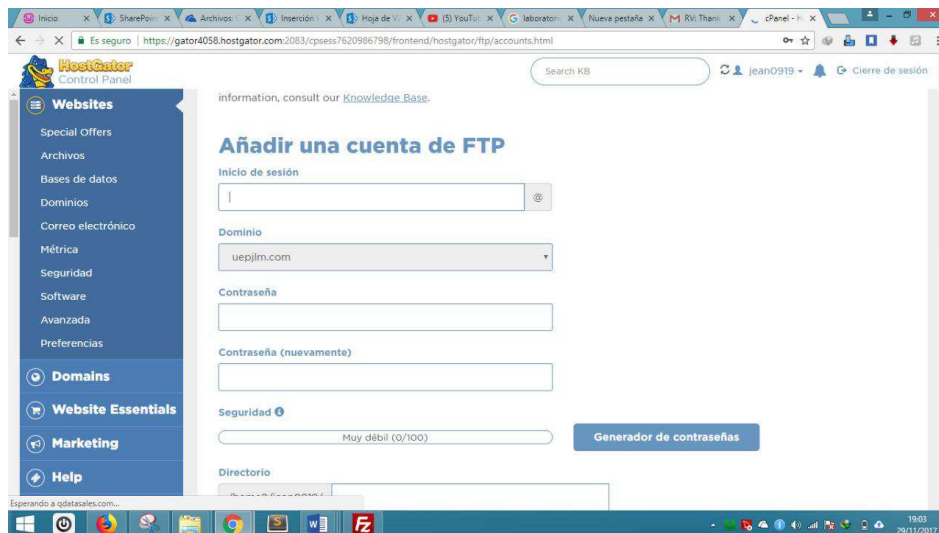 Inicio
SharePoin
Archivos: C
Inserción F
Hoja de Vi
(5) YouTu
laboratori
Nueva pestaña
RV: Thank
cPanel - H
Es seguro | https://gator4058.hostgator.com:2083/cpsess7620986798/frontend/hostgator/ftp/accounts.html
HostGator
Control Panel
Search KB
jean0919
Cierre de sesión
Websites
Special Offers
Archivos
Bases de datos
Dominios
Correo electrónico
Métrica
Seguridad
Software
Avanzada
Preferencias
Domains
Website Essentials
Marketing
Help
information, consult our Knowledge Base.
Añadir una cuenta de FTP
Inicio de sesión
@
Dominio
uepjlm.com
Contraseña
Contraseña (nuevamente)
Seguridad
Muy débil (0/100)
Generador de contraseñas
Directorio
Esperando a qdatasales.com...
19:03
29/11/2017